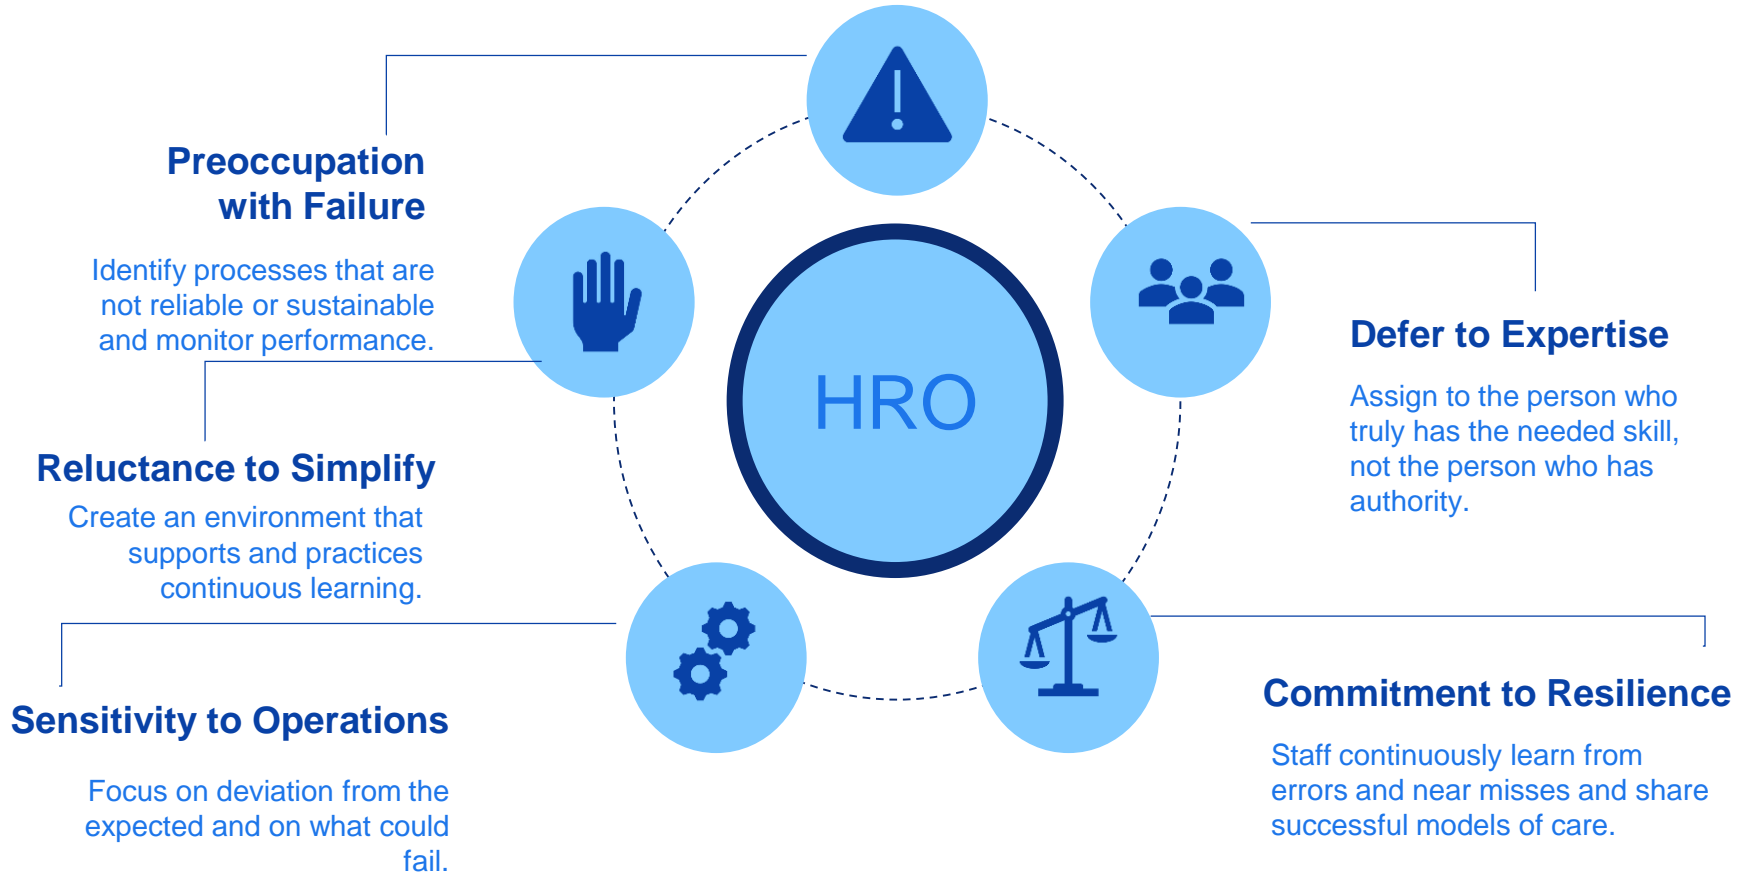 Preoccupation
with Failure
Identify processes that are
not reliable or sustainable
and monitor performance.
Reluctance to Simplify
Create an environment that
supports and practices
continuous learning.
Sensitivity to Operations
Focus on deviation from the
expected and on what could
fail.
HRO
Defer to Expertise
Assign to the person who
truly has the needed skill,
not the person who has
authority.
Commitment to Resilience
Staff continuously learn from
errors and near misses and share
successful models of care.